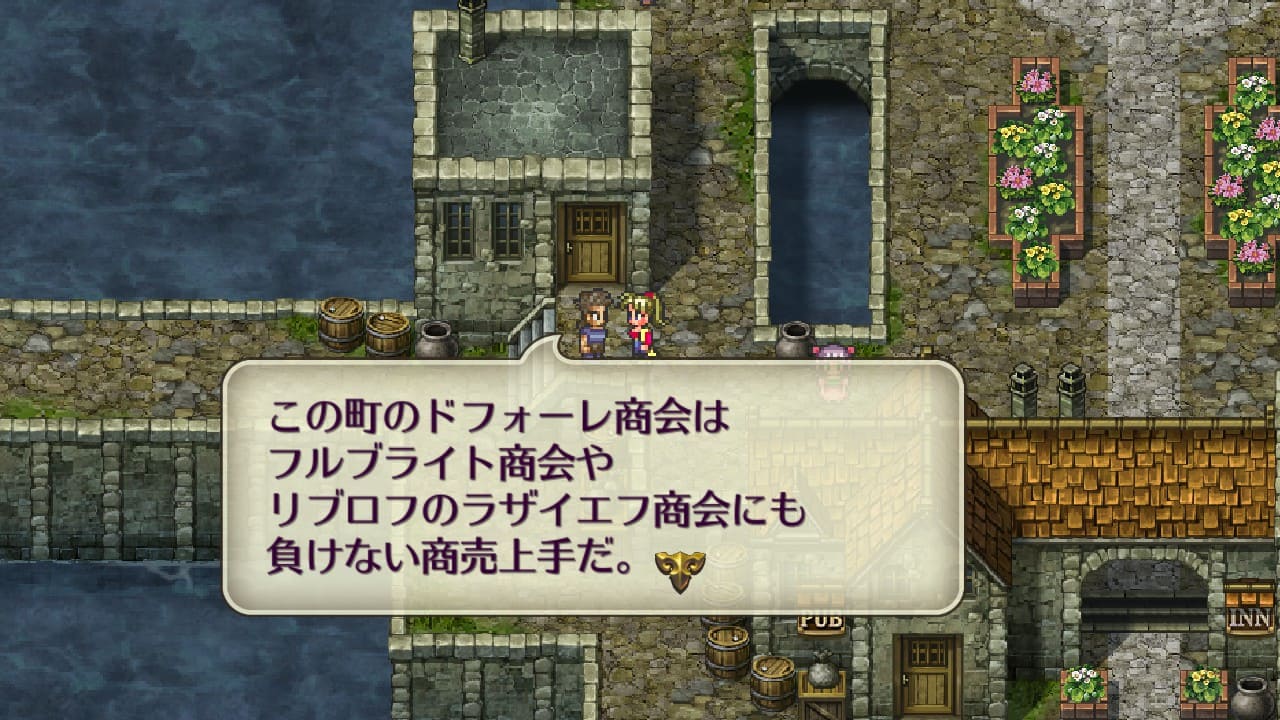 この町のドフォーレ商会は
フルブライト商会や
リブロフのラザイエフ商会にも
負けない商売上手だ。
PUB
INN